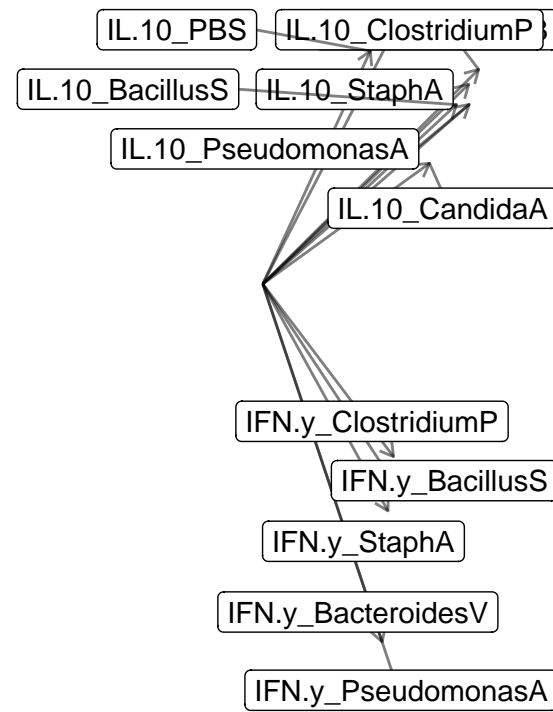 IL.10_PBS
IL.10_ClostridiumP
IL.10_BacillusS
IL.10_StaphA
IL.10_PseudomonasA
IL.10_CandidaA
IFN.y_ClostridiumP
IFN.y_BacillusS
IFN.y_StaphA
IFN.y_BacteroidesV
IFN.y_PseudomonasA